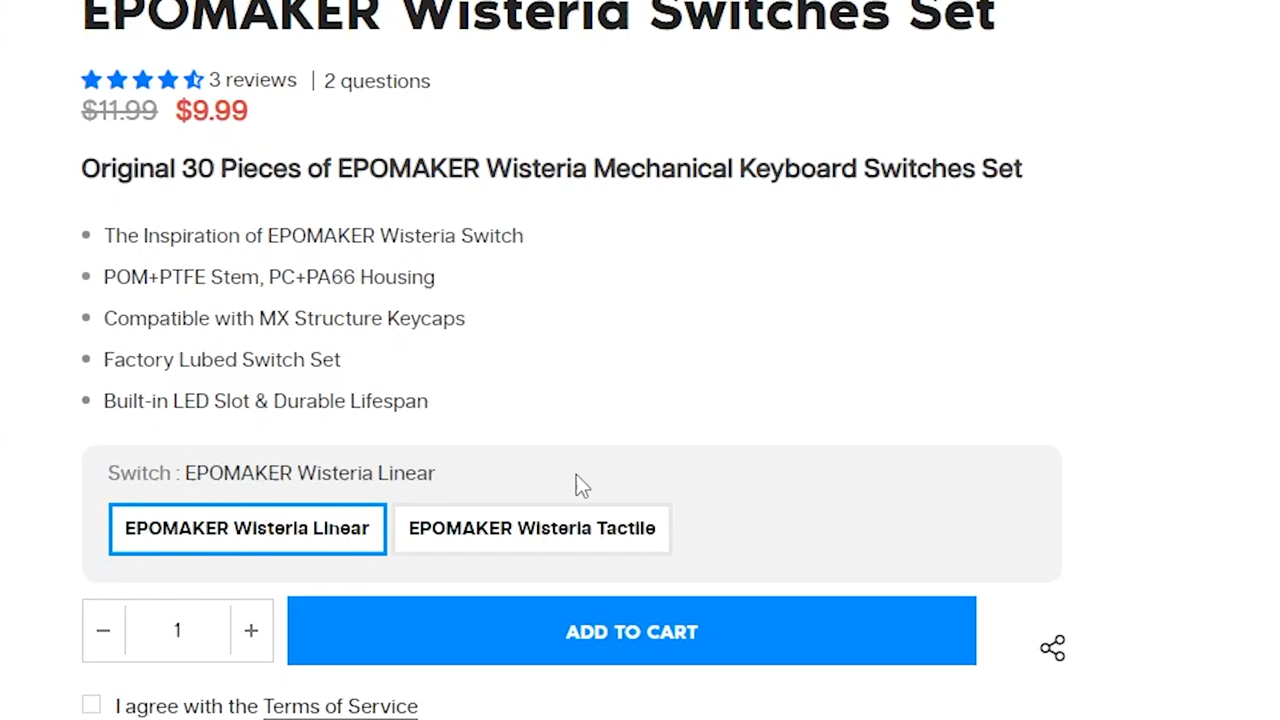 EPOMAKER Wisteria Switches Set
3 reviews | 2 questions
$11.99 $9.99
Original 30 Pieces of EPOMAKER Wisteria Mechanical Keyboard Switches Set
The Inspiration of EPOMAKER Wisteria Switch
POM+PTFE Stem, PC+PA66 Housing
Compatible with MX Structure Keycaps
Factory Lubed Switch Set
Built-in LED Slot & Durable Lifespan
Switch : EPOMAKER Wisteria Linear
EPOMAKER Wisteria Linear EPOMAKER Wisteria Tactile
− 1 + ADD TO CART
I agree with the Terms of Service